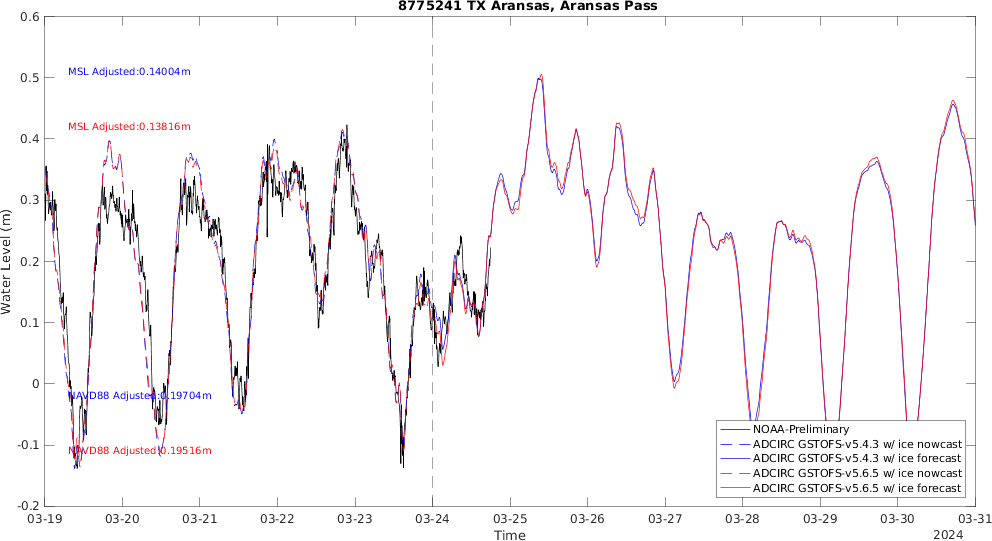 8775241 TX Aransas, Aransas Pass
0.6
0.5
0.4
0.3
0.2
0.1
0
-0.1
-0.2
Water Level (m)
MSL Adjusted:0.14004m
MSL Adjusted:0.13816m
NAVD88 Adjusted:0.19704m
NAVD88 Adjusted:0.19516m
NOAA-Preliminary
ADCIRC GSTOFS-v5.4.3 w/ ice nowcast
ADCIRC GSTOFS-v5.4.3 w/ ice forecast
ADCIRC GSTOFS-v5.6.5 w/ ice nowcast
ADCIRC GSTOFS-v5.6.5 w/ ice forecast
03-19 03-20 03-21 03-22 03-23 03-24 03-25 03-26 03-27 03-28 03-29 03-30 03-31
Time
2024